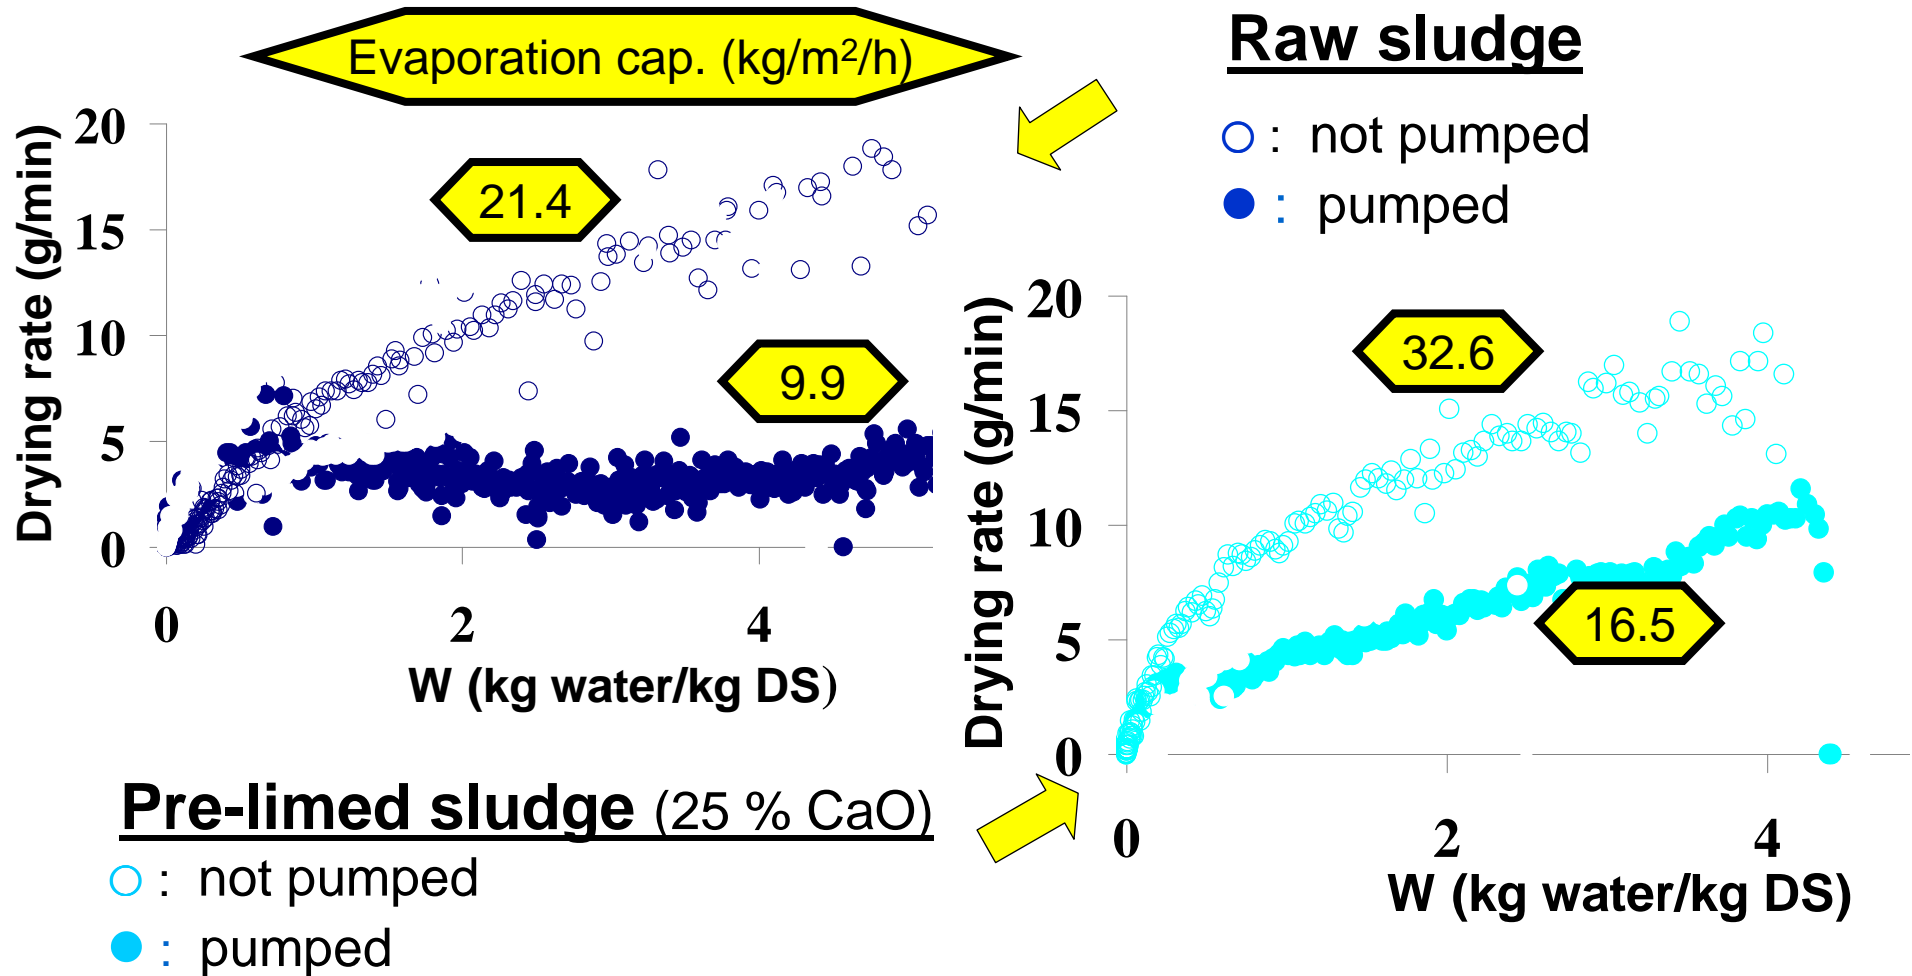 Evaporation cap. (kg/m²/h)
Raw sludge
: not pumped
: pumped
Drying rate (g/min)
20
15
10
5
0
21.4
9.9
0
2
4
W (kg water/kg DS)
Drying rate (g/min)
20
15
10
5
0
32.6
16.5
0
2
4
W (kg water/kg DS)
Pre-limed sludge (25 % CaO)
: not pumped
: pumped